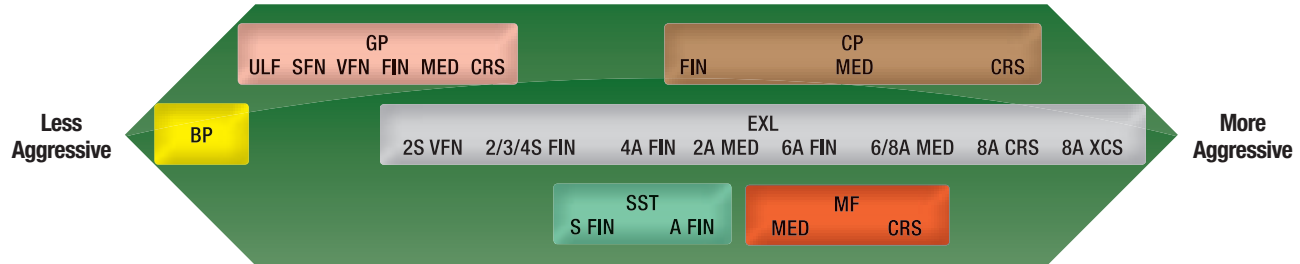 GP
ULF SFN VFN FIN MED CRS
CP
FIN MED CRS
Less
Aggressive
BP
EXL
2S VFN 2/3/4S FIN 4A FIN 2A MED 6A FIN 6/8A MED 8A CRS 8A XCS
More
Aggressive
SST
S FIN A FIN
MF
MED CRS